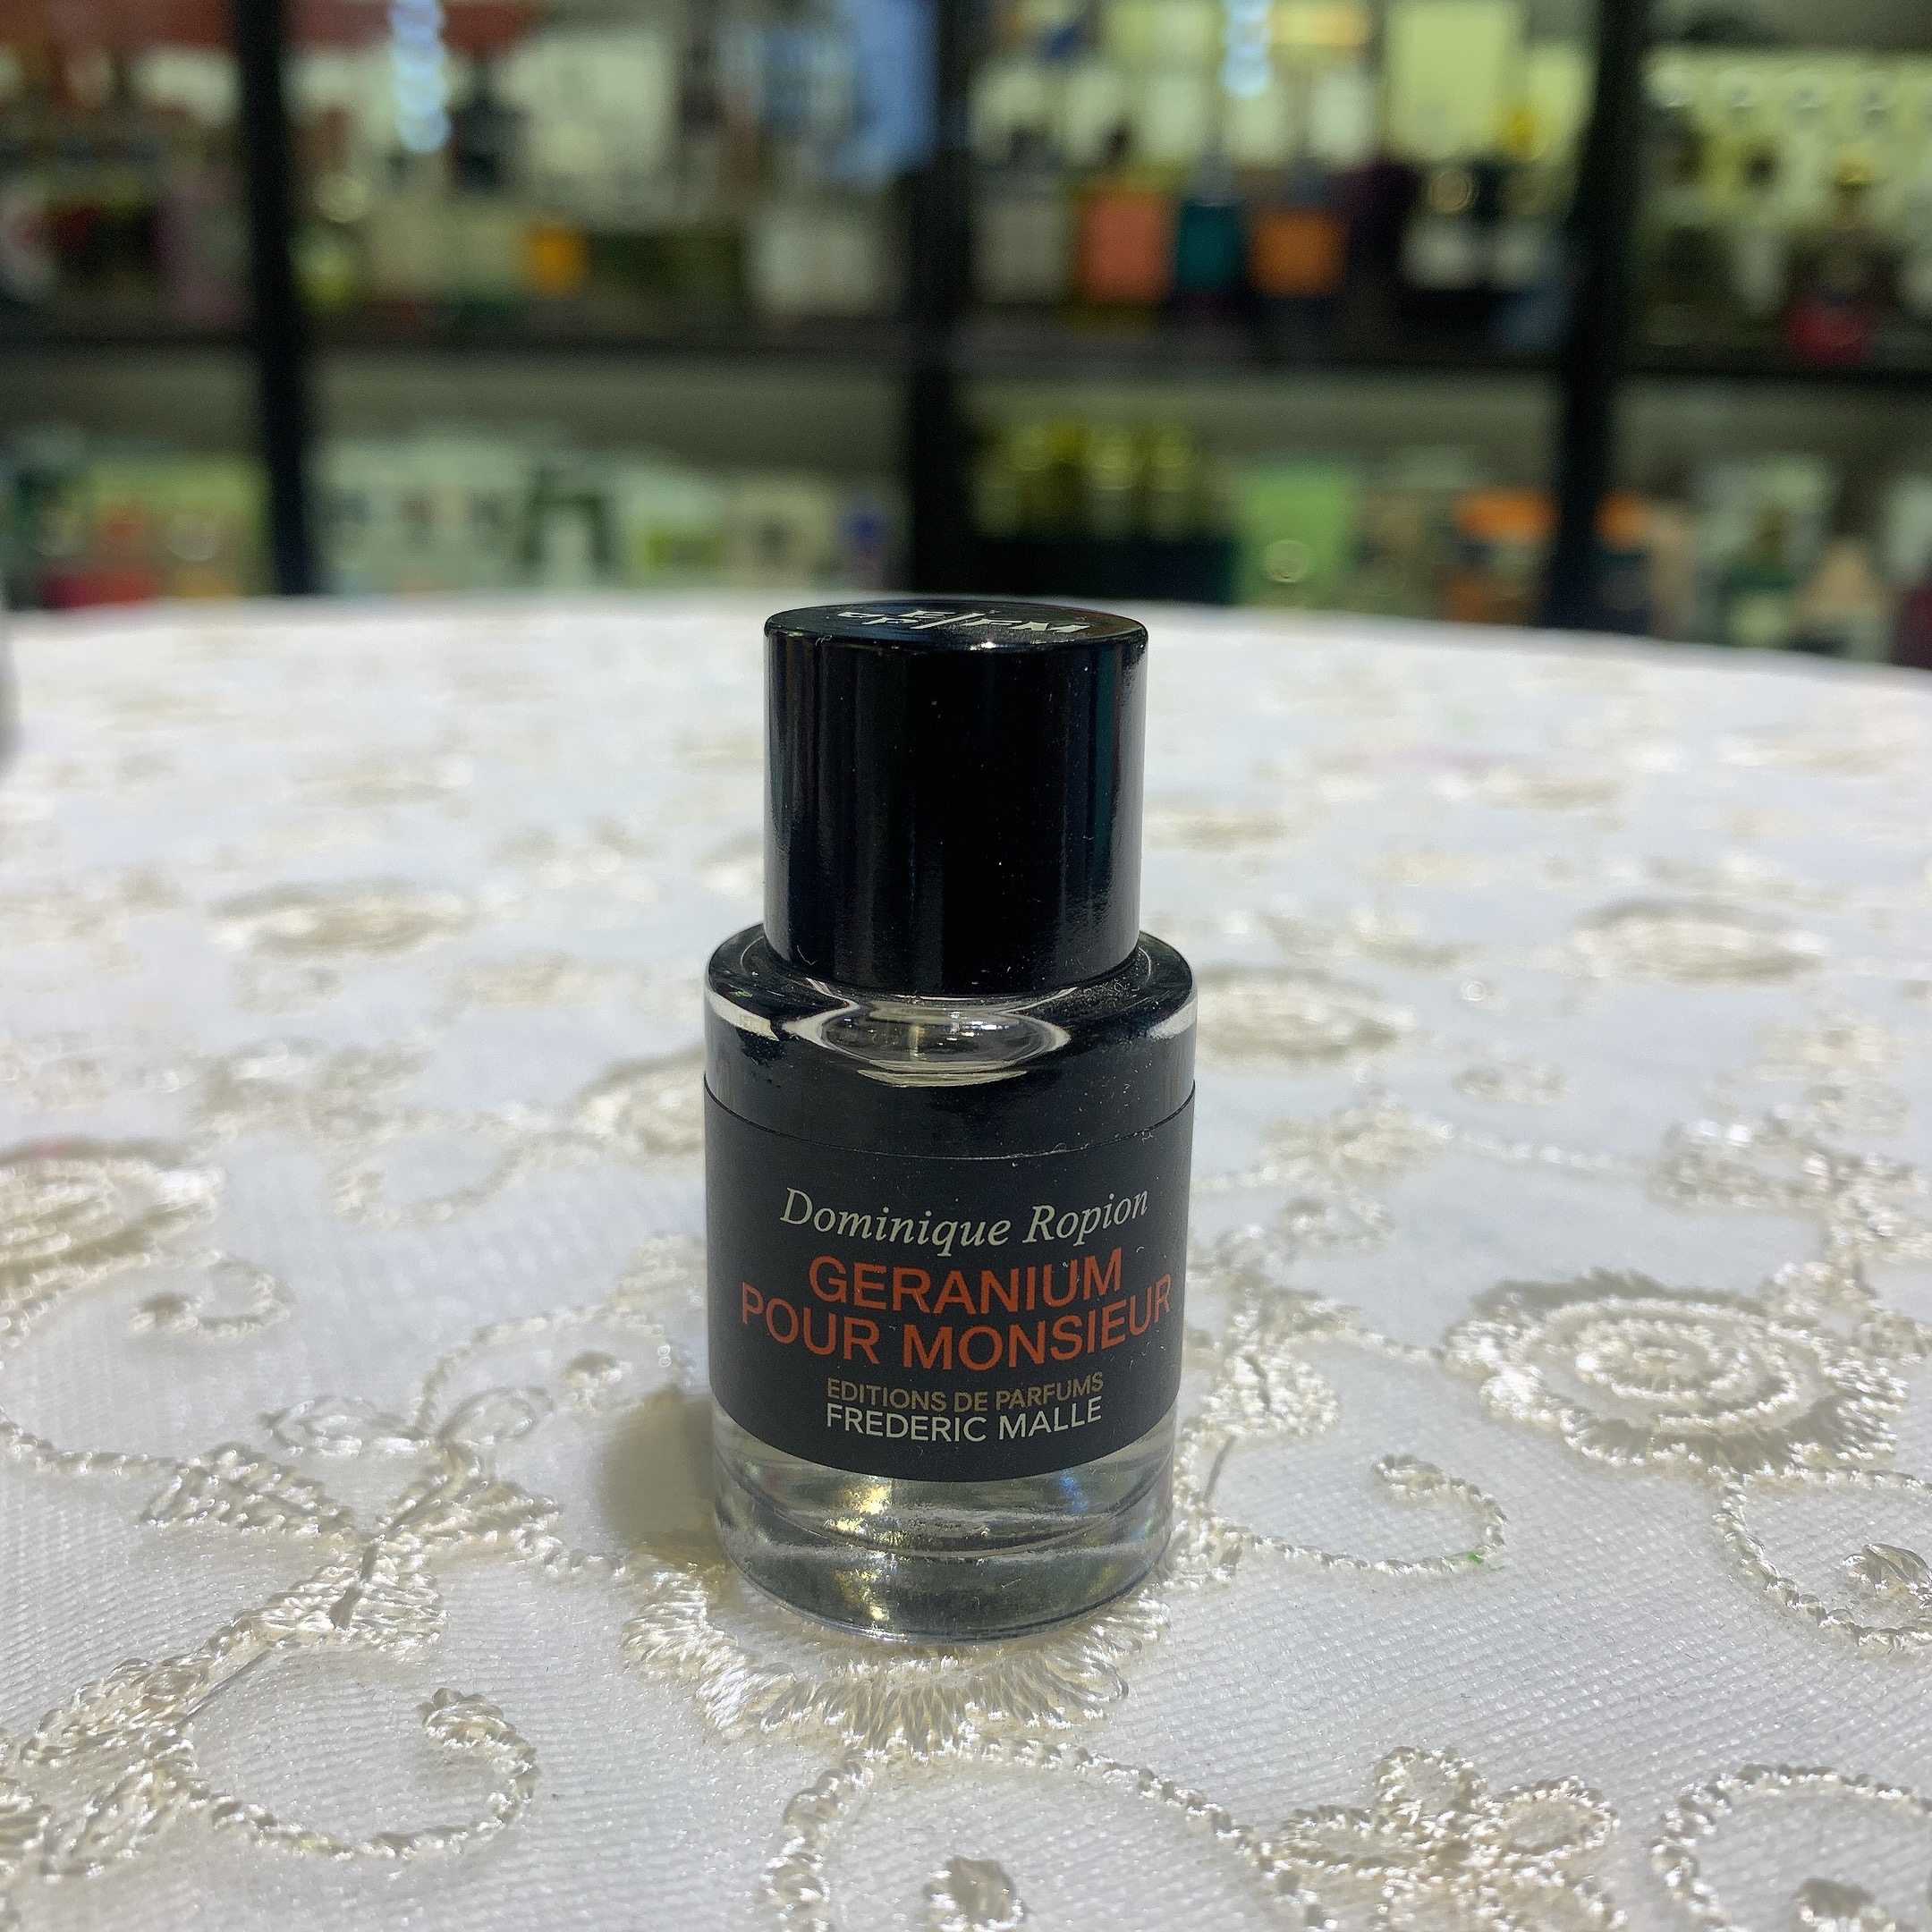 Dominique Ropion
GERANIUM
POUR MONSIEUR
EDITIONS DE PARFUMS
FREDERIC MALLE